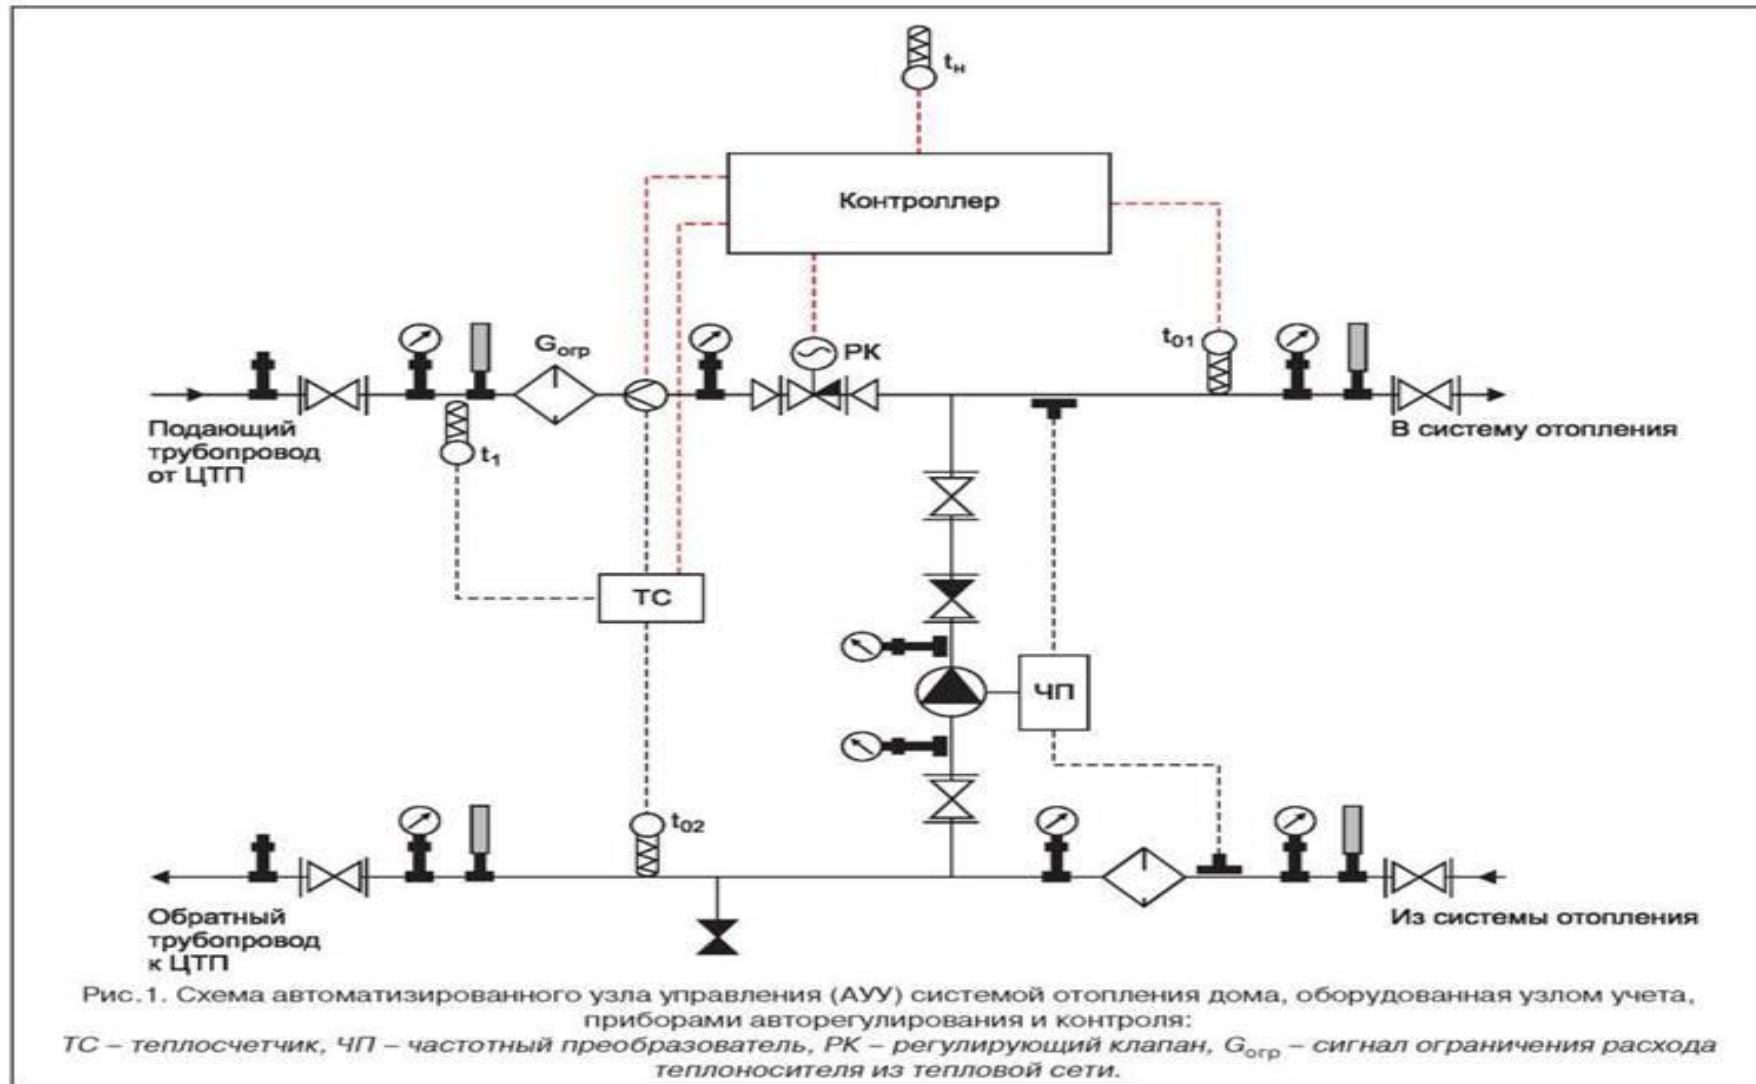 tн
Контроллер
Gогр
РК
t01
Подающий
трубопровод
от ЦТП
t1
В систему отопления
ТС
ЧП
t02
Обратный
трубопровод
к ЦТП
Из системы отопления
Рис.1. Схема автоматизированного узла управления (АУУ) системой отопления дома, оборудованная узлом учета,
приборами авторегулирования и контроля:
ТС – теплосчетчик, ЧП – частотный преобразователь, РК – регулирующий клапан, Gогр – сигнал ограничения расхода
теплоносителя из тепловой сети.